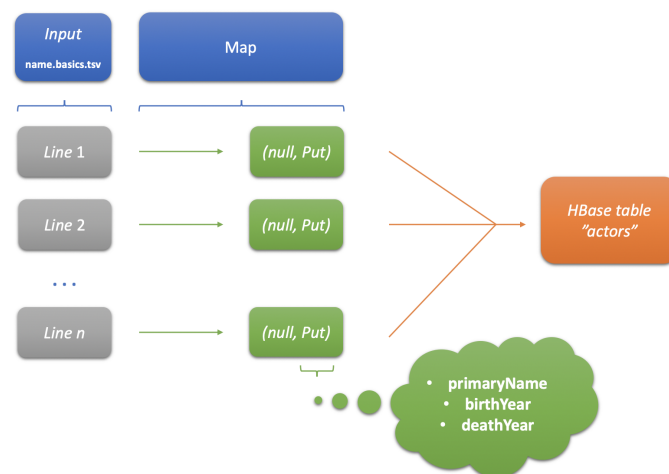 Input
name.basics.tsv
Map
Line 1
(null, Put)
HBase table
"actors"
Line 2
(null, Put)
...
Line n
(null, Put)
• primaryName
• birthYear
• deathYear